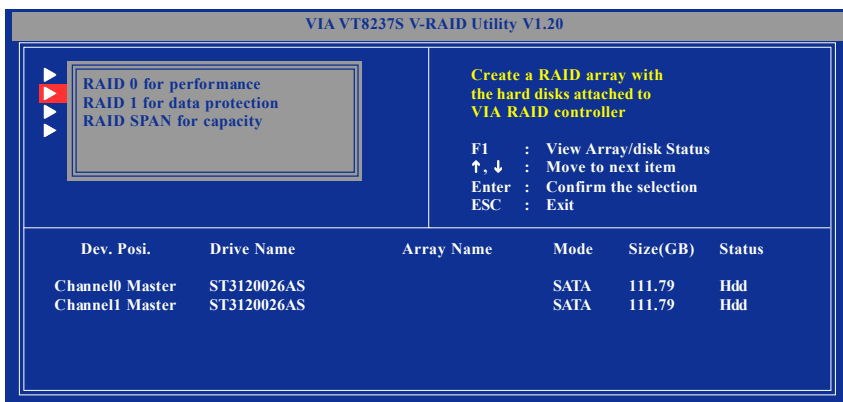 VIA VT8237S V-RAID Utility V1.20
RAID 0 for performance
RAID 1 for data protection
RAID SPAN for capacity
Create a RAID array with
the hard disks attached to
VIA RAID controller
F1 : View Array/disk Status
↑, ↓ : Move to next item
Enter : Confirm the selection
ESC : Exit
Dev. Posi. Drive Name Array Name Mode Size(GB) Status
Channel0 Master ST3120026AS SATA 111.79 Hdd
Channel1 Master ST3120026AS SATA 111.79 Hdd